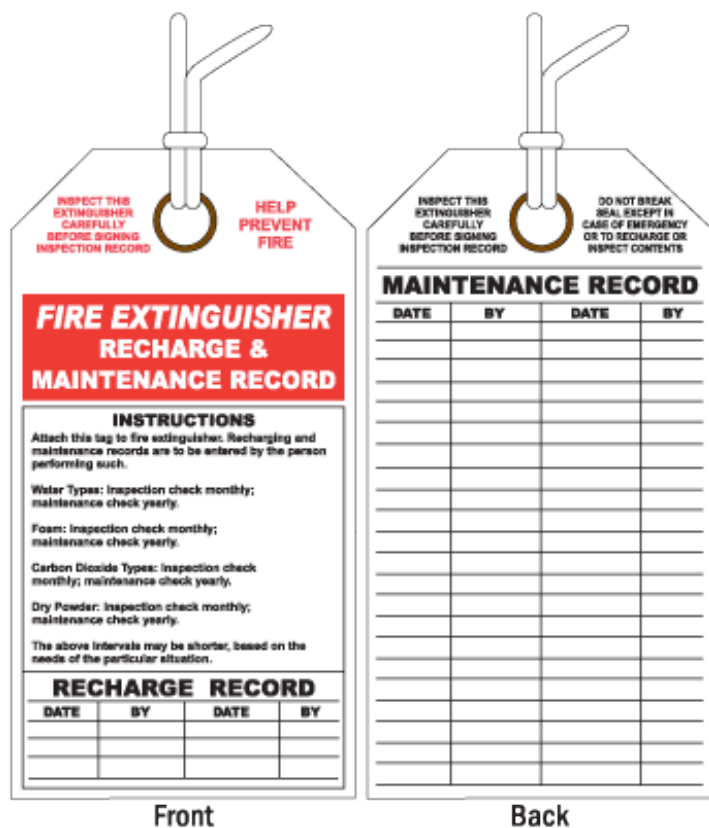 INSPECT THIS
EXTINGUISHER
CAREFULLY
BEFORE SIGNING
INSPECTION RECORD
HELP
PREVENT
FIRE
FIRE EXTINGUISHER
RECHARGE &
MAINTENANCE RECORD
INSTRUCTIONS
Attach this tag to fire extinguisher. Recharging and
maintenance records are to be entered by the person
performing such.
Water Types: Inspection check monthly;
maintenance check yearly.
Foam: Inspection check monthly;
maintenance check yearly.
Carbon Dioxide Types: Inspection check
monthly; maintenance check yearly.
Dry Powder: Inspection check monthly;
maintenance check yearly.
The above intervals may be shorter, based on the
needs of the particular situation.
RECHARGE RECORD
DATE BY DATE BY
Front
INSPECT THIS
EXTINGUISHER
CAREFULLY
BEFORE SIGNING
INSPECTION RECORD
DO NOT BREAK
SEAL EXCEPT IN
CASE OF EMERGENCY
OR TO RECHARGE OR
INSPECT CONTENTS
MAINTENANCE RECORD
DATE BY DATE BY
Back